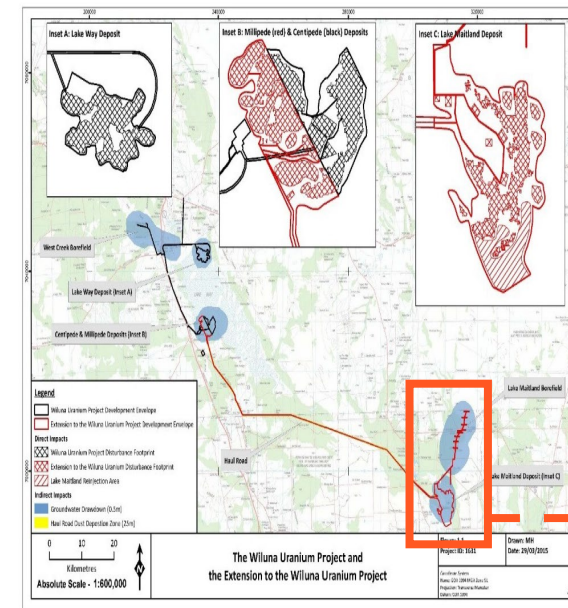 Inset A: Lake Way Deposit
Inset B: Millipede (red) & Centipede (black) Deposits
Inset C: Lake Maitland Deposit
West Creek Borefield
Lake Way Deposit (Inset A)
Centipede & Millipede Deposits (Inset B)
Lake Maitland Borefield
Haul Road
Lake Maitland Deposit (Inset C)
Legend
Wiluna Uranium Project Development Envelope
Extension to the Wiluna Uranium Project Development Envelope
Direct Impacts
Wiluna Uranium Project Disturbance Footprint
Extension to the Wiluna Uranium Disturbance Footprint
Lake Maitland Reinjection Area
Indirect Impacts
Groundwater Drawdown (0.5m)
Haul Road Dust Deposition Zone (25m)
0 10 20
Kilometres
Absolute Scale - 1:600,000
N
The Wiluna Uranium Project and
the Extension to the Wiluna Uranium Project
Project ID: 1631
Drawn: MH
Date: 29/03/2015